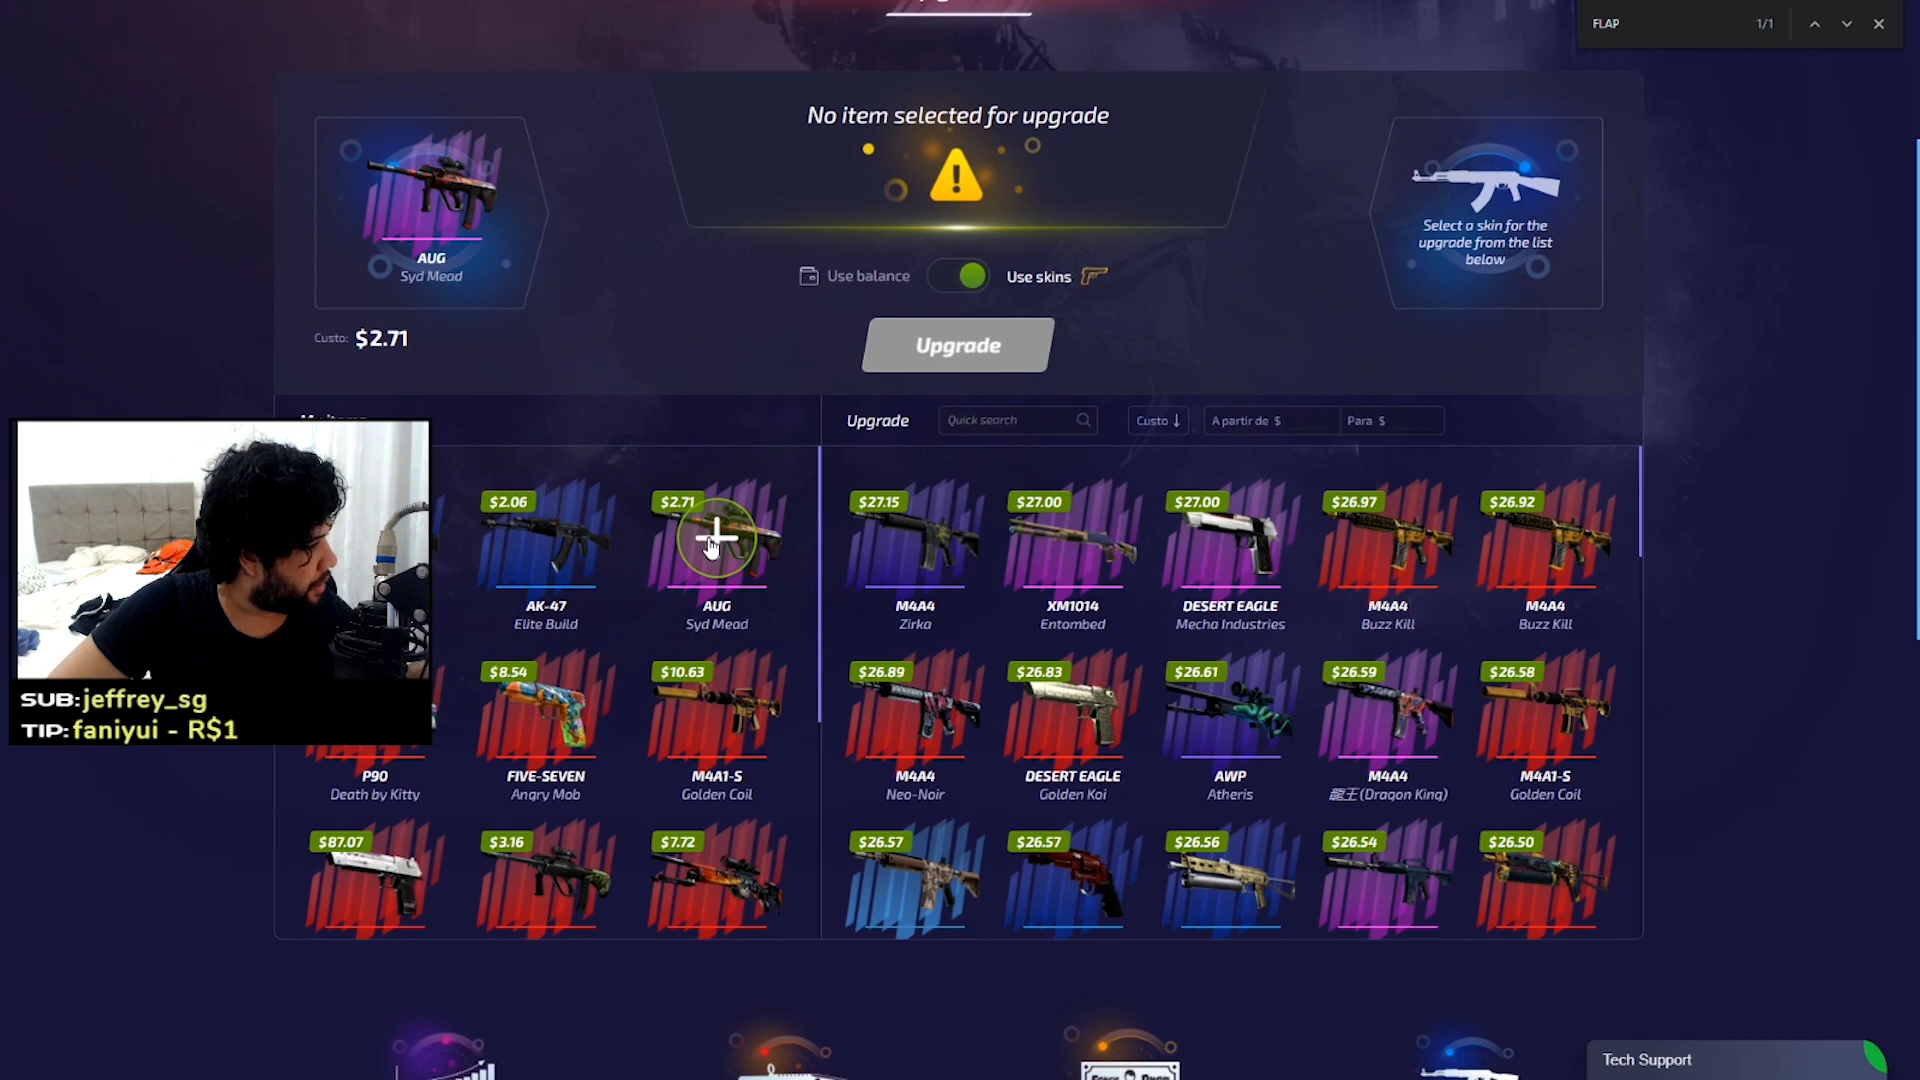 FLAP 1/1
No item selected for upgrade
AUG
Syd Mead
Select a skin for the
upgrade from the list
below
Use balance Use skins
Custo: $2.71
Upgrade
Upgrade Quick search Custo A partir de $ Para $
$2.06
AK-47
Elite Build
$2.71
AUG
Syd Mead
$27.15
M4A4
Zirka
$27.00
XM1014
Entombed
$27.00
DESERT EAGLE
Mecha Industries
$26.97
M4A4
Buzz Kill
$26.92
M4A4
Buzz Kill
P90
Death by Kitty
$8.54
FIVE-SEVEN
Angry Mob
$10.63
M4A1-S
Golden Coil
$26.89
M4A4
Neo-Noir
$26.83
DESERT EAGLE
Golden Koi
$26.61
AWP
Atheris
$26.59
M4A4
龍王 (Dragon King)
$26.58
M4A1-S
Golden Coil
$87.07
$3.16
$7.72
$26.57
$26.57
$26.56
$26.54
$26.50
SUB: jeffrey_sg
TIP: faniyui - R$1
Tech Support